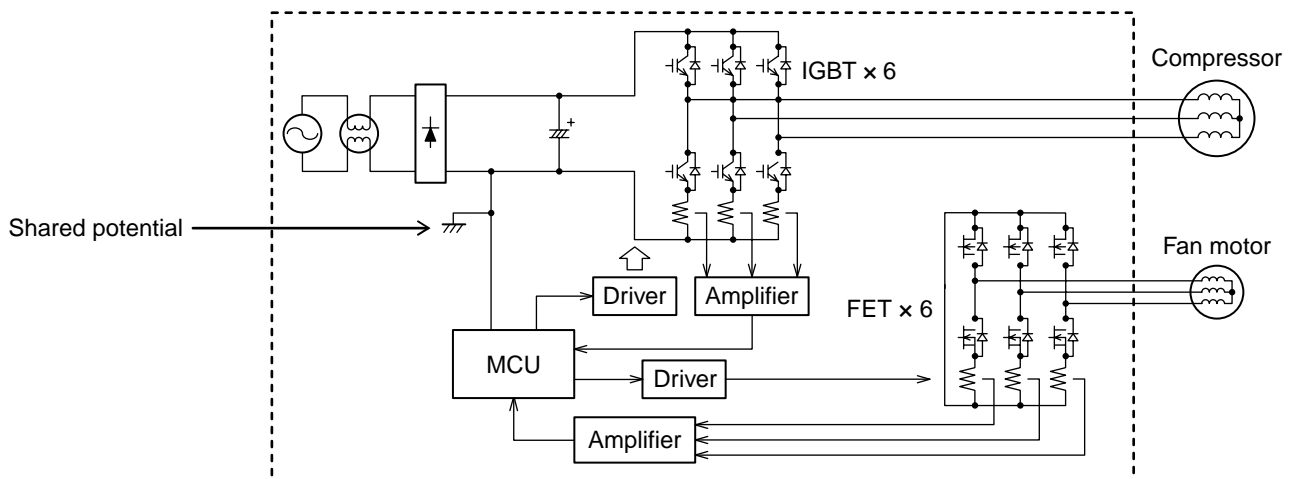 IGBT × 6
Compressor
Shared potential
Fan motor
Driver
Amplifier
FET × 6
MCU
Driver
Amplifier
+